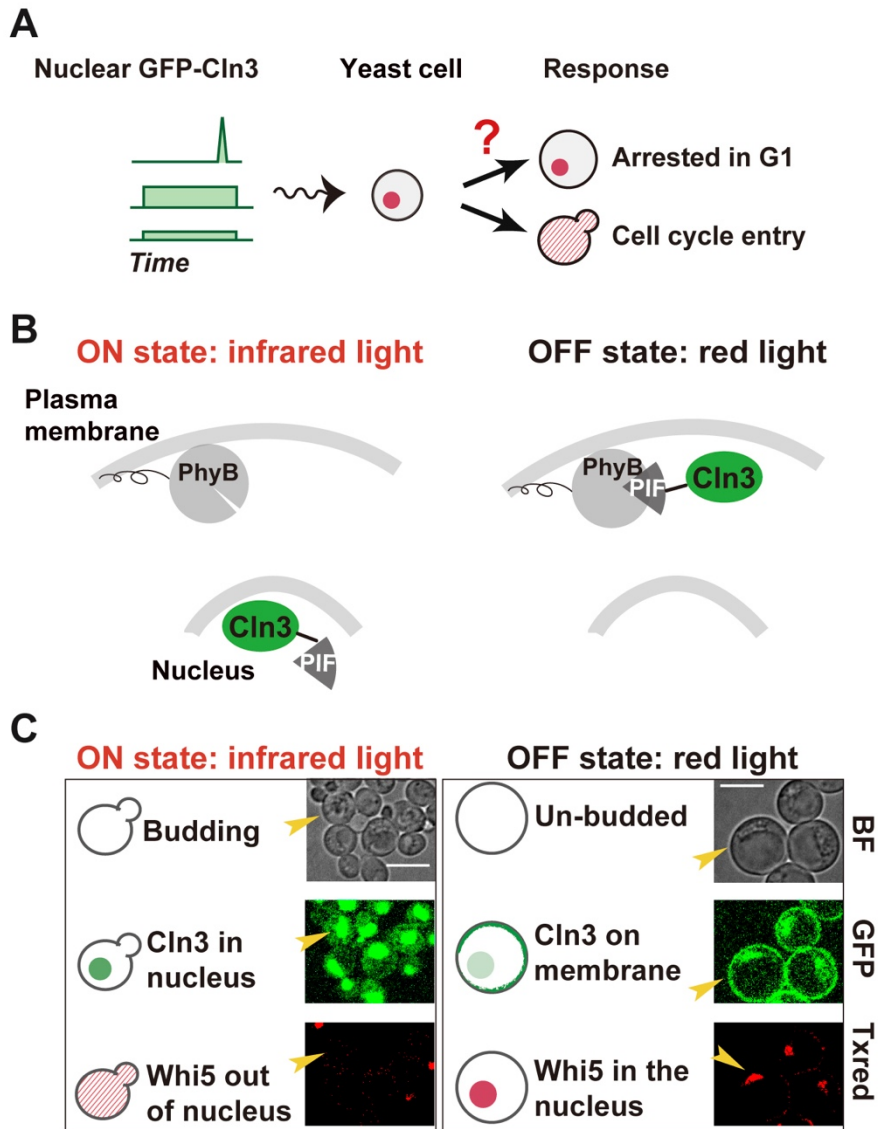 A
Nuclear GFP-Cln3
Yeast cell
Response
?
Arrested in G1
Cell cycle entry
Time
B
ON state: infrared light
OFF state: red light
Plasma
membrane
PhyB
PhyB
PIF
Cln3
Cln3
PIF
Nucleus
C
ON state: infrared light
OFF state: red light
Budding
Un-budded
BF
Cln3 in
nucleus
Cln3 on
membrane
GFP
Whi5 out
of nucleus
Whi5 in the
nucleus
Txred